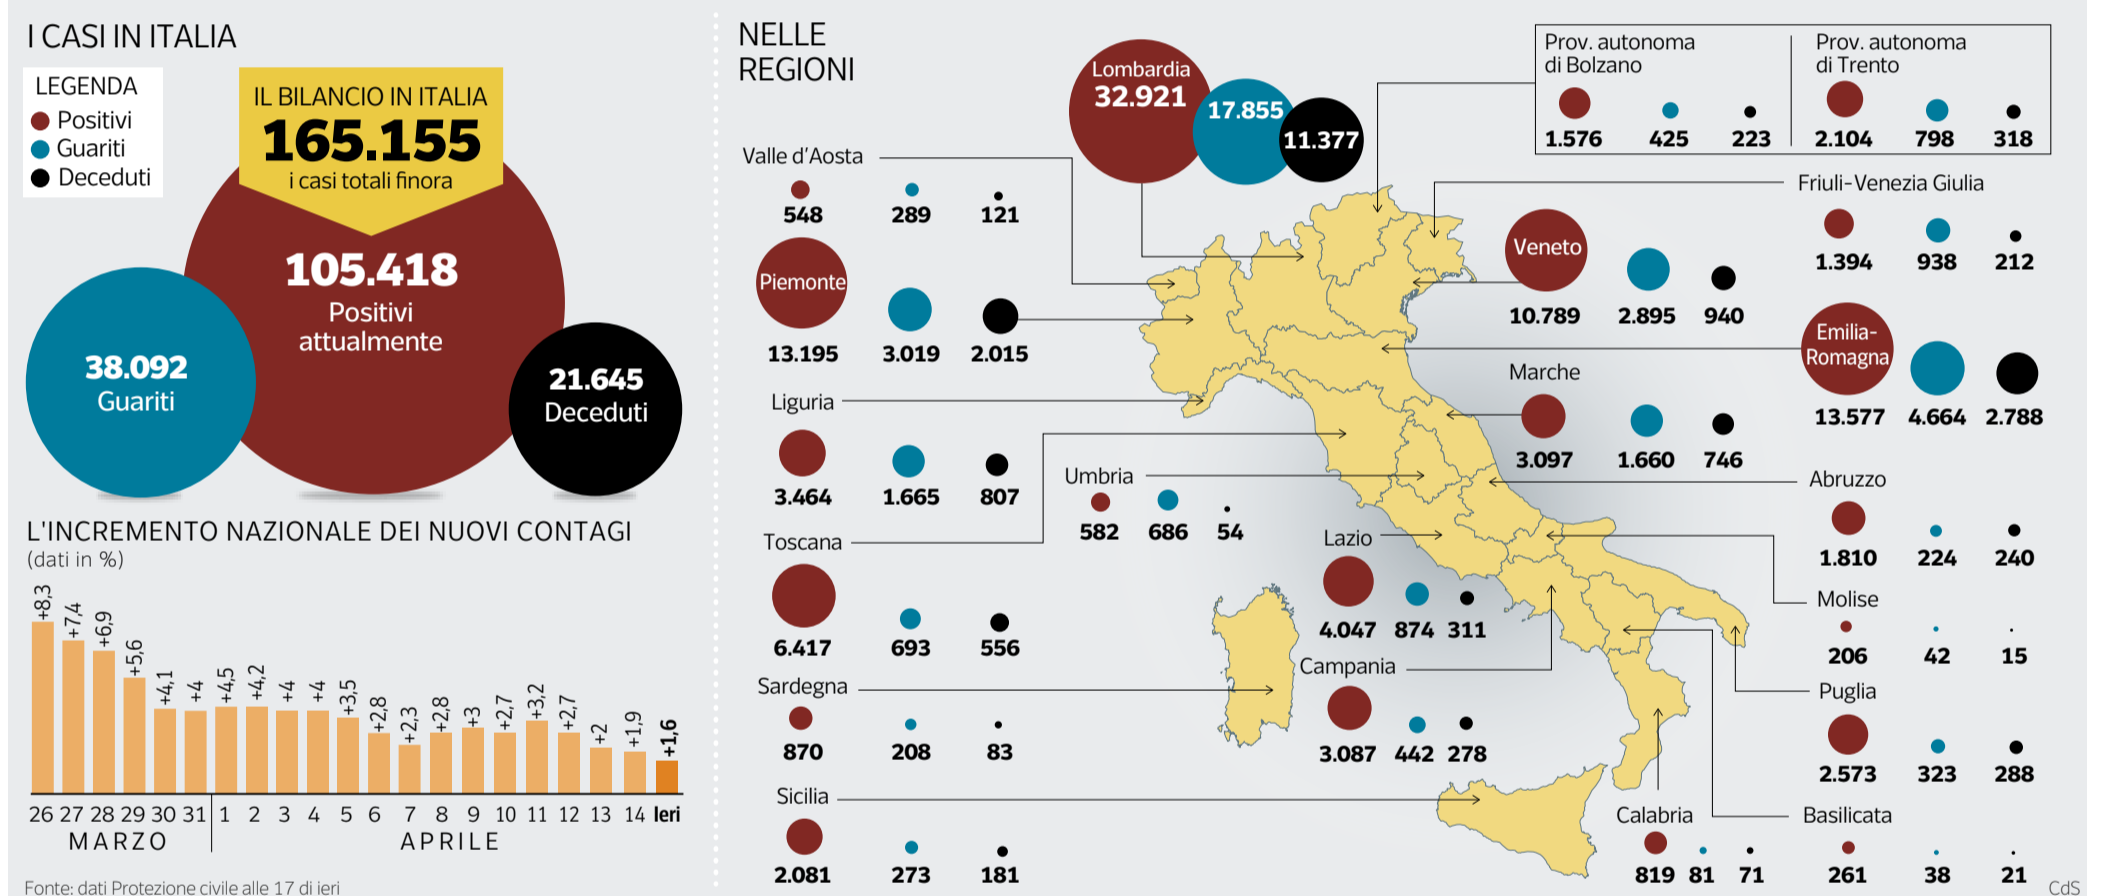 I CASI IN ITALIA
LEGENDA
Positivi
Guariti
Deceduti
IL BILANCIO IN ITALIA
165.155
i casi totali finora
105.418
Positivi
attualmente
38.092
Guariti
21.645
Deceduti
L'INCREMENTO NAZIONALE DEI NUOVI CONTAGI
(dati in %)
+8,3 +7,4 +6,9 +5,6 +4,1 +4 +4,5 +4,2 +4 +4 +3,5 +2,8 +2,3 +2,8 +3 +2,7 +3,2 +2,7 +2 +1,9 +1,6
26 27 28 29 30 31 1 2 3 4 5 6 7 8 9 10 11 12 13 14 Ieri
MARZO APRILE
Fonte: dati Protezione civile alle 17 di ieri
NELLE
REGIONI
Lombardia
32.921 17.855 11.377
Prov. autonoma
di Bolzano
1.576 425 223
Prov. autonoma
di Trento
2.104 798 318
Valle d'Aosta
548 289 121
Friuli-Venezia Giulia
1.394 938 212
Piemonte
13.195 3.019 2.015
Veneto
10.789 2.895 940
Emilia-
Romagna
13.577 4.664 2.788
Liguria
3.464 1.665 807
Marche
3.097 1.660 746
Umbria
582 686 54
Abruzzo
1.810 224 240
Toscana
6.417 693 556
Lazio
4.047 874 311
Molise
206 42 15
Sardegna
870 208 83
Campania
3.087 442 278
Puglia
2.573 323 288
Sicilia
2.081 273 181
Calabria
819 81 71
Basilicata
261 38 21
CdS